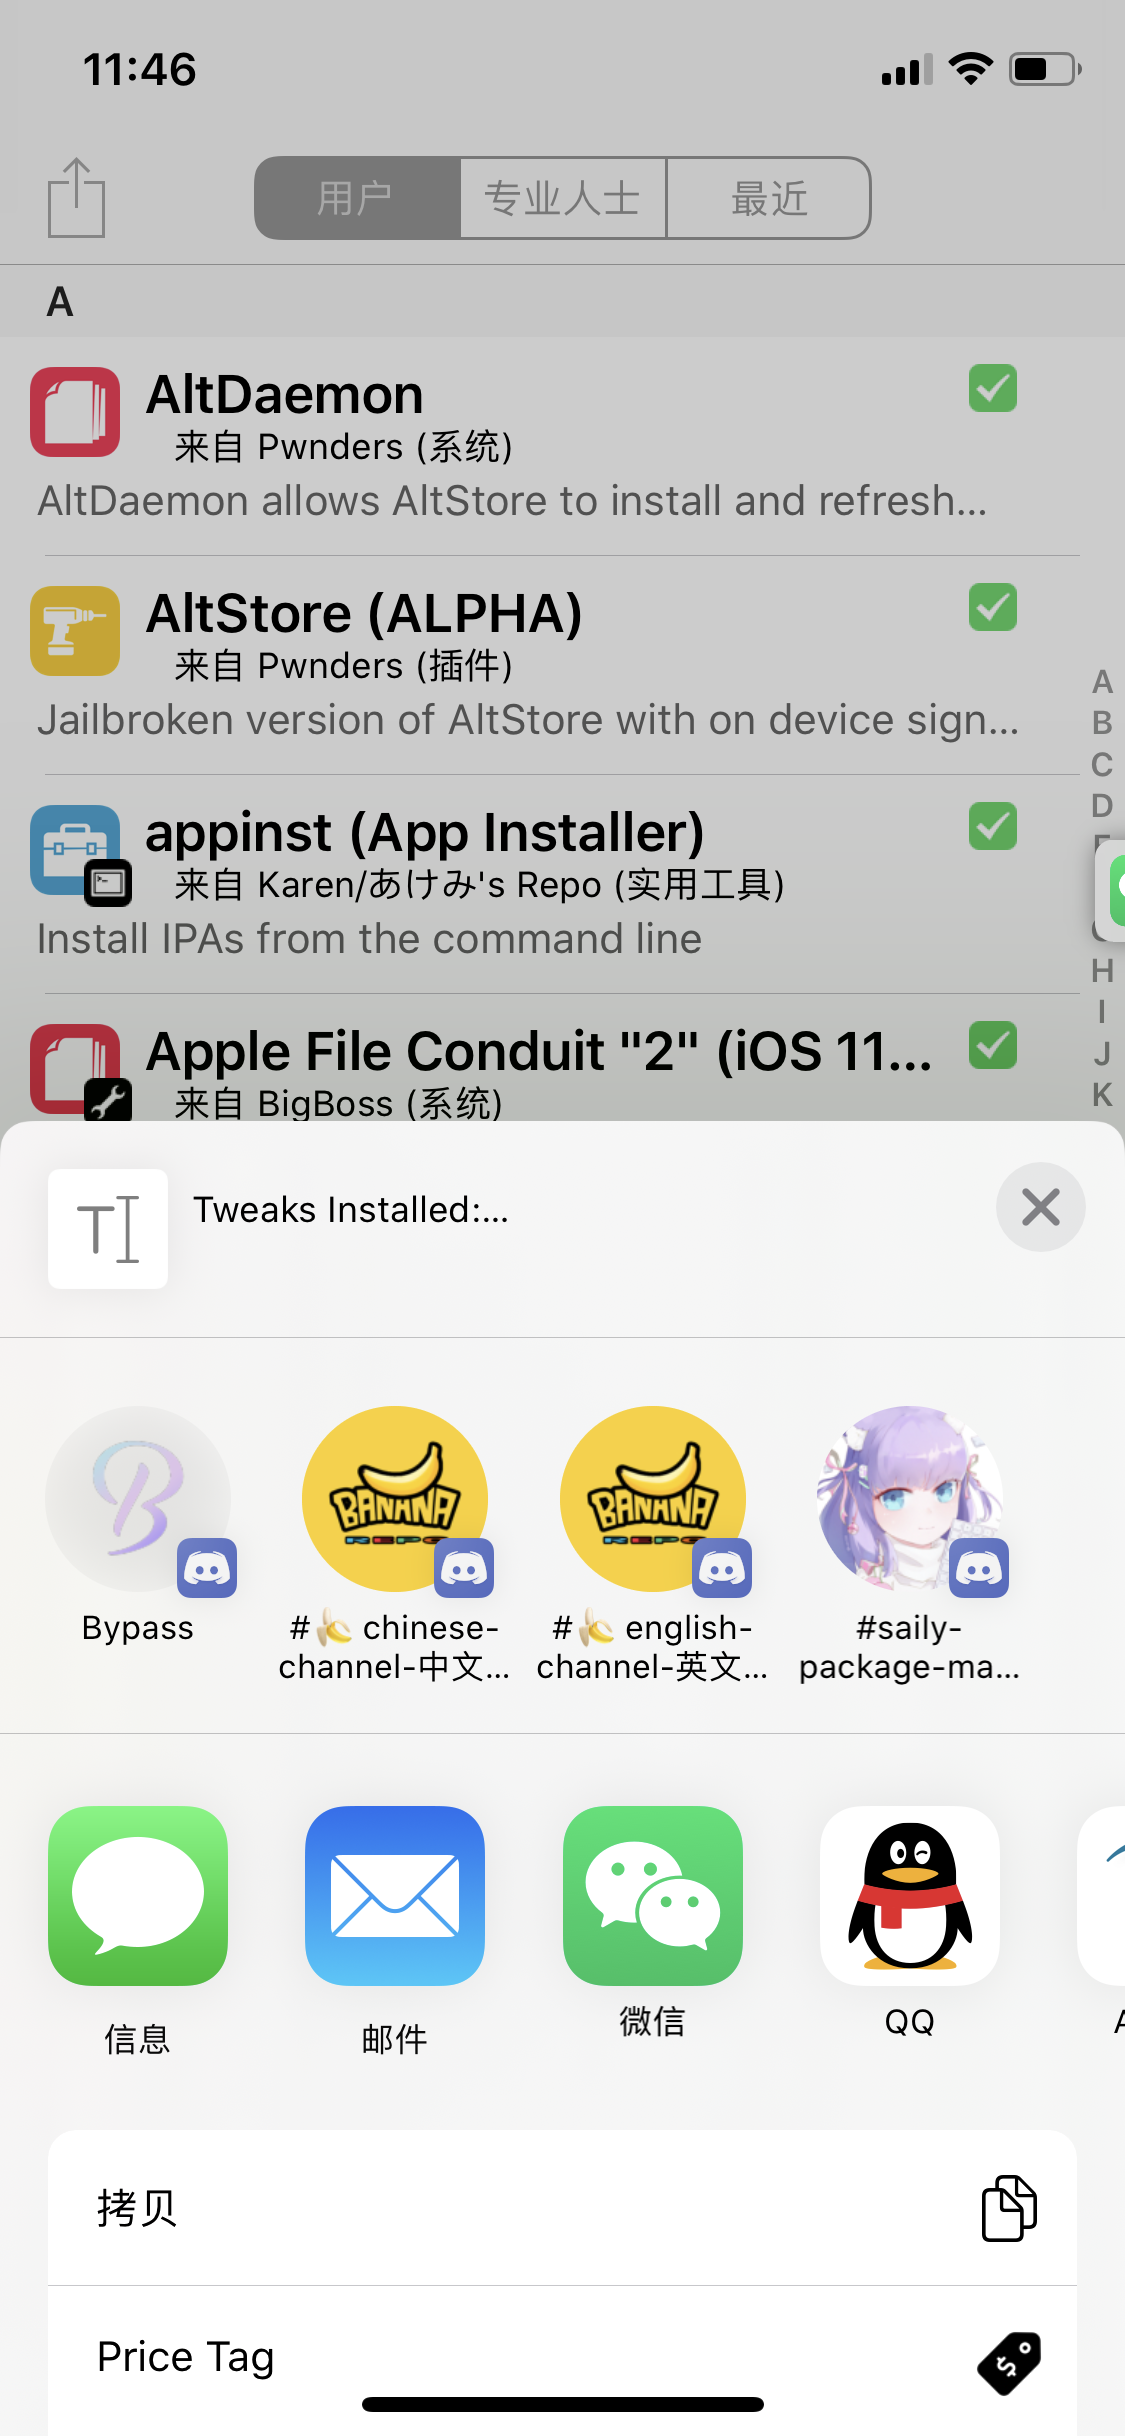 11:46
用户
专业人士
最近
A
AltDaemon
来自 Pwnders (系统)
AltDaemon allows AltStore to install and refresh...
AltStore (ALPHA)
来自 Pwnders (插件)
Jailbroken version of AltStore with on device sign...
appinst (App Installer)
来自 Karen/あけみ's Repo (实用工具)
Install IPAs from the command line
Apple File Conduit "2" (iOS 11...
来自 BigBoss (系统)
A
B
C
D
H
I
J
K
Tweaks Installed:...
Bypass
BANANA
REPO
#🍌 chinese-
channel-中文...
BANANA
REPO
#🍌 english-
channel-英文...
#saily-
package-ma...
信息
邮件
微信
QQ
拷贝
Price Tag